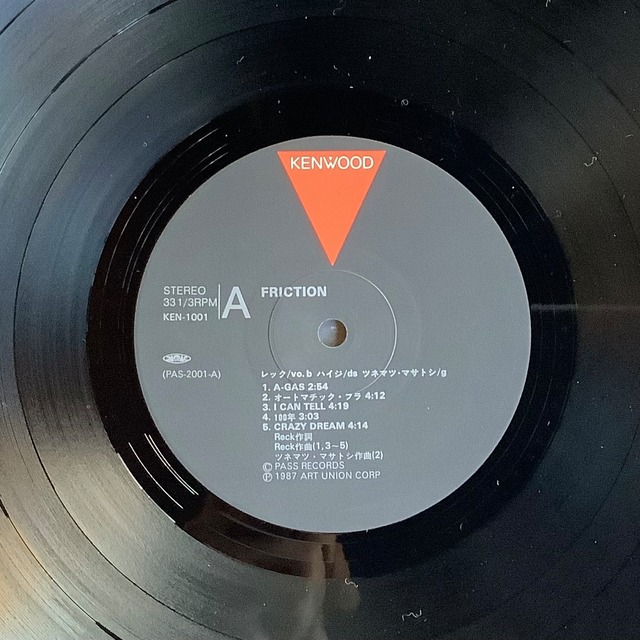 KENWOOD
STEREO
33 1/3RPM
KEN-1001
A
FRICTION
(PAS-2001-A)
レック/vo.b ハイジ/ds ツネマツ・マサトシ/g
1. A-GAS 2:54
2. オートマチック・フラ 4:12
3. I CAN TELL 4:19
4. 100年 3:03
5. CRAZY DREAM 4:14
Reck作詞
Reck作曲(1,3〜5)
ツネマツ・マサトシ作曲(2)
Ⓒ PASS RECORDS
Ⓟ 1987 ART UNION CORP